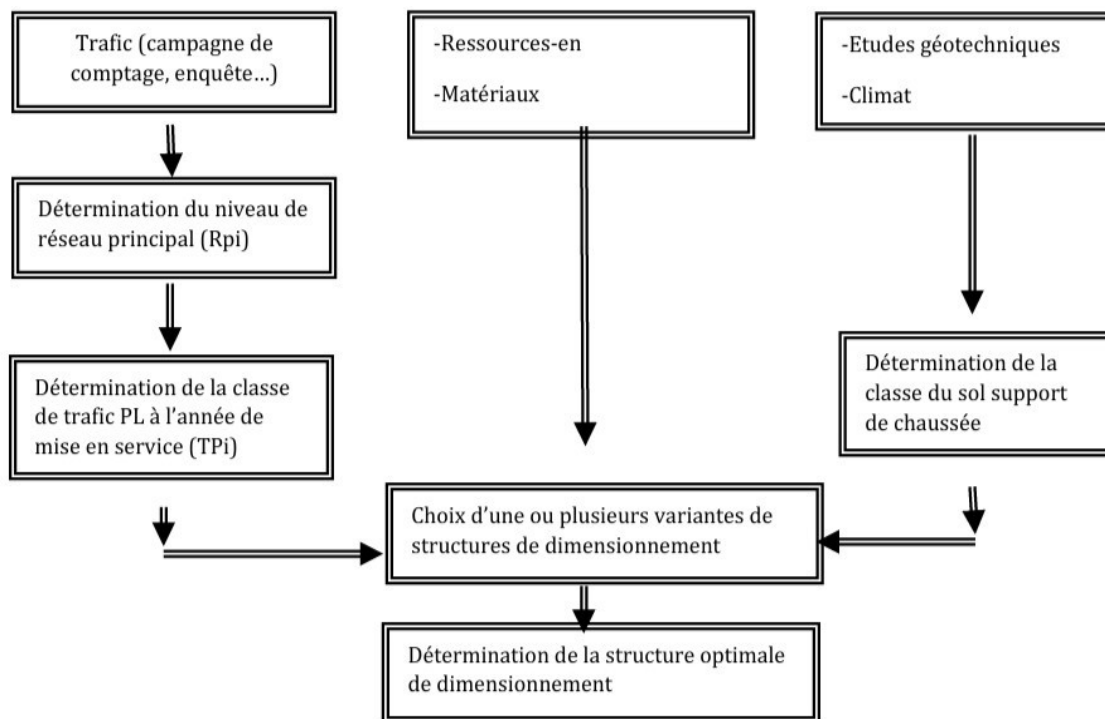 Trafic (campagne de
comptage, enquête…)
-Ressources-en
-Matériaux
-Etudes géotechniques
-Climat
Détermination du niveau de
réseau principal (Rpi)
Détermination de la classe
de trafic PL à l’année de
mise en service (TPi)
Détermination de la
classe du sol support
de chaussée
Choix d’une ou plusieurs variantes de
structures de dimensionnement
Détermination de la structure optimale
de dimensionnement